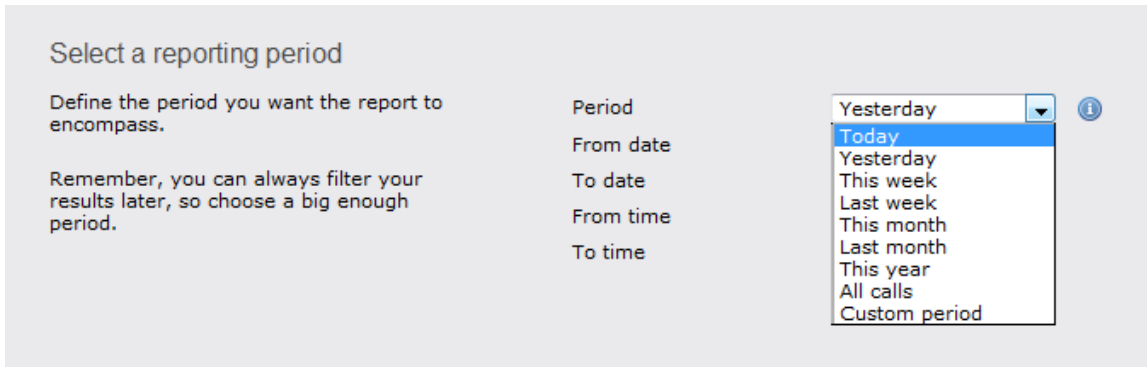 Select a reporting period
Define the period you want the report to
encompass.
Remember, you can always filter your
results later, so choose a big enough
period.
Period
From date
To date
From time
To time
Yesterday
Today
Yesterday
This week
Last week
This month
Last month
This year
All calls
Custom period